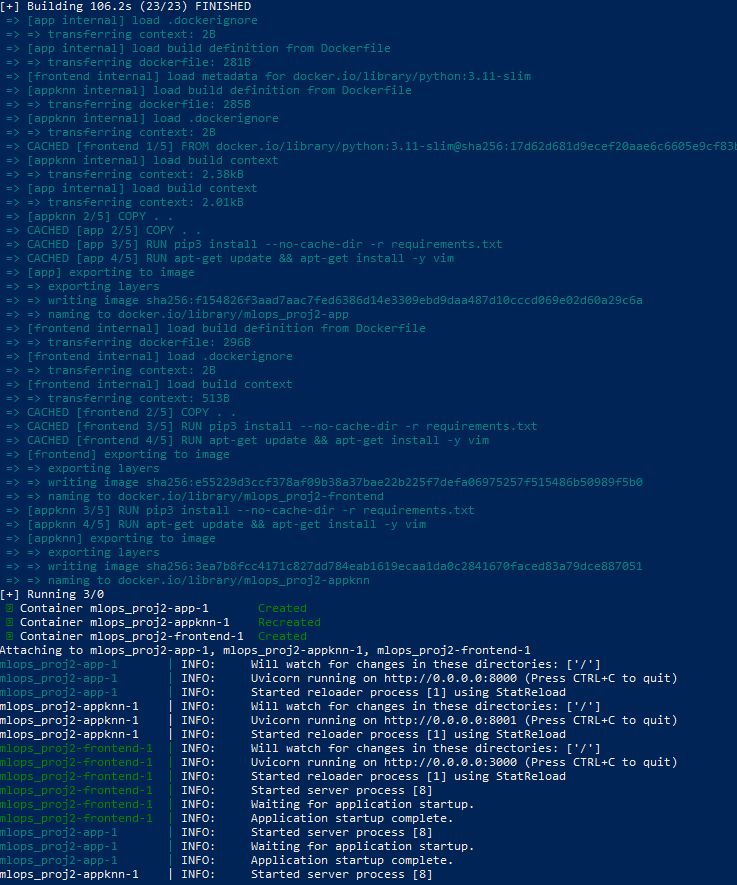 [+] Building 106.2s (23/23) FINISHED
=> [app internal] load .dockerignore
=> => transferring context: 2B
=> [app internal] load build definition from Dockerfile
=> => transferring dockerfile: 281B
=> [frontend internal] load metadata for docker.io/library/python:3.11-slim
=> [appknn internal] load build definition from Dockerfile
=> => transferring dockerfile: 285B
=> [appknn internal] load .dockerignore
=> => transferring context: 2B
=> CACHED [frontend 1/5] FROM docker.io/library/python:3.11-slim@sha256:17d62d681d9ecef20aae6c6605e9cf83b
=> [appknn internal] load build context
=> => transferring context: 2.38kB
=> [app internal] load build context
=> => transferring context: 2.01kB
=> [appknn 2/5] COPY . .
=> CACHED [app 2/5] COPY . .
=> CACHED [app 3/5] RUN pip3 install --no-cache-dir -r requirements.txt
=> CACHED [app 4/5] RUN apt-get update && apt-get install -y vim
=> [app] exporting to image
=> => exporting layers
=> => writing image sha256:f154826f3aad7aac7fed6386d14e3309ebd9daa487d10cccd069e02d60a29c6a
=> => naming to docker.io/library/mlops_proj2-app
=> [frontend internal] load build definition from Dockerfile
=> => transferring dockerfile: 296B
=> [frontend internal] load .dockerignore
=> => transferring context: 2B
=> [frontend internal] load build context
=> => transferring context: 513B
=> CACHED [frontend 2/5] COPY . .
=> CACHED [frontend 3/5] RUN pip3 install --no-cache-dir -r requirements.txt
=> CACHED [frontend 4/5] RUN apt-get update && apt-get install -y vim
=> [frontend] exporting to image
=> => exporting layers
=> => writing image sha256:e55229d3ccf378af09b38a37bae22b225f7defa06975257f515486b50989f5b0
=> => naming to docker.io/library/mlops_proj2-frontend
=> [appknn 3/5] RUN pip3 install --no-cache-dir -r requirements.txt
=> [appknn 4/5] RUN apt-get update && apt-get install -y vim
=> [appknn] exporting to image
=> => exporting layers
=> => writing image sha256:3ea7b8fcc4171c827dd784eab1619ecaa1da0c2841670faced83a79dce887051
=> => naming to docker.io/library/mlops_proj2-appknn
[+] Running 3/0
Container mlops_proj2-app-1 Created
Container mlops_proj2-appknn-1 Recreated
Container mlops_proj2-frontend-1 Created
Attaching to mlops_proj2-app-1, mlops_proj2-appknn-1, mlops_proj2-frontend-1
mlops_proj2-app-1 | INFO: Will watch for changes in these directories: ['/']
mlops_proj2-app-1 | INFO: Uvicorn running on http://0.0.0.0:8000 (Press CTRL+C to quit)
mlops_proj2-app-1 | INFO: Started reloader process [1] using StatReload
mlops_proj2-appknn-1 | INFO: Will watch for changes in these directories: ['/']
mlops_proj2-appknn-1 | INFO: Uvicorn running on http://0.0.0.0:8001 (Press CTRL+C to quit)
mlops_proj2-appknn-1 | INFO: Started reloader process [1] using StatReload
mlops_proj2-frontend-1 | INFO: Will watch for changes in these directories: ['/']
mlops_proj2-frontend-1 | INFO: Uvicorn running on http://0.0.0.0:3000 (Press CTRL+C to quit)
mlops_proj2-frontend-1 | INFO: Started reloader process [1] using StatReload
mlops_proj2-frontend-1 | INFO: Started server process [8]
mlops_proj2-frontend-1 | INFO: Waiting for application startup.
mlops_proj2-frontend-1 | INFO: Application startup complete.
mlops_proj2-app-1 | INFO: Started server process [8]
mlops_proj2-app-1 | INFO: Waiting for application startup.
mlops_proj2-app-1 | INFO: Application startup complete.
mlops_proj2-appknn-1 | INFO: Started server process [8]